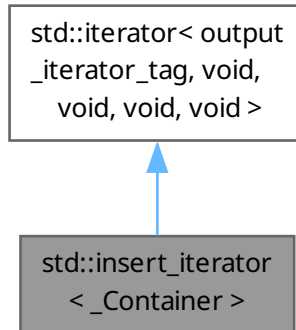 std::iterator< output
_iterator_tag, void,
void, void, void >
std::insert_iterator
< _Container >